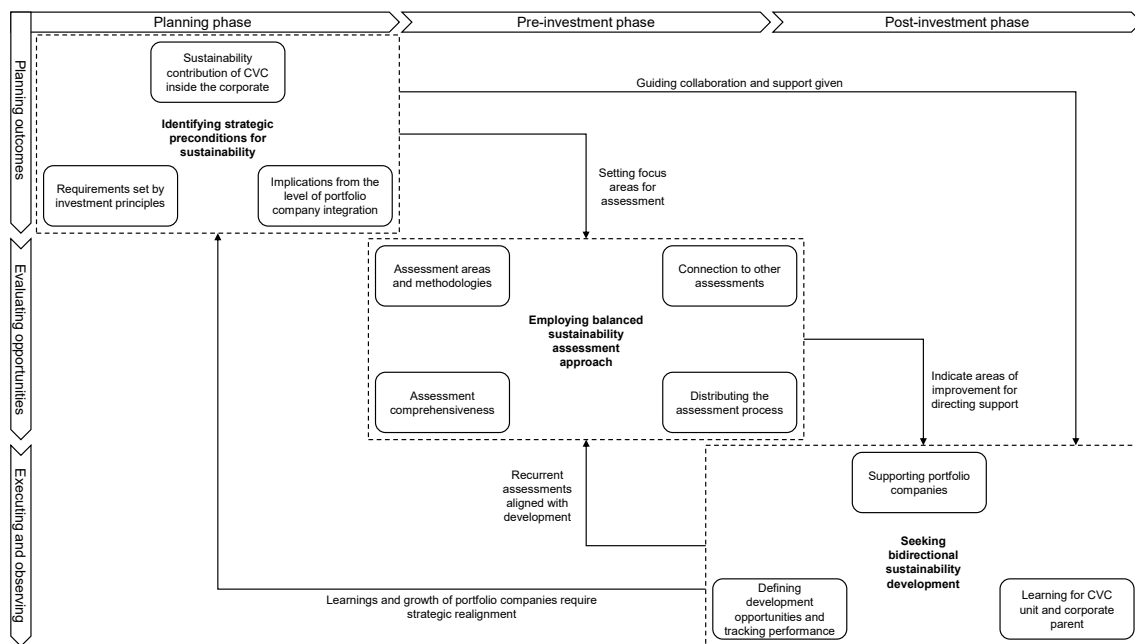 Planning phase
Pre-investment phase
Post-investment phase
Planning outcomes
Sustainability
contribution of CVC
inside the corporate
Identifying strategic
preconditions for
sustainability
Requirements set by
investment principles
Implications from the
level of portfolio
company integration
Guiding collaboration and support given
Setting focus
areas for
assessment
Evaluating opportunities
Assessment areas
and methodologies
Connection to other
assessments
Employing balanced
sustainability
assessment
approach
Assessment
comprehensiveness
Distributing the
assessment process
Indicate areas of
improvement for
directing support
Executing and observing
Recurrent
assessments
aligned with
development
Supporting portfolio
companies
Seeking
bidirectional
sustainability
development
Defining
development
opportunities and
tracking performance
Learning for CVC
unit and corporate
parent
Learnings and growth of portfolio companies require
strategic realignment